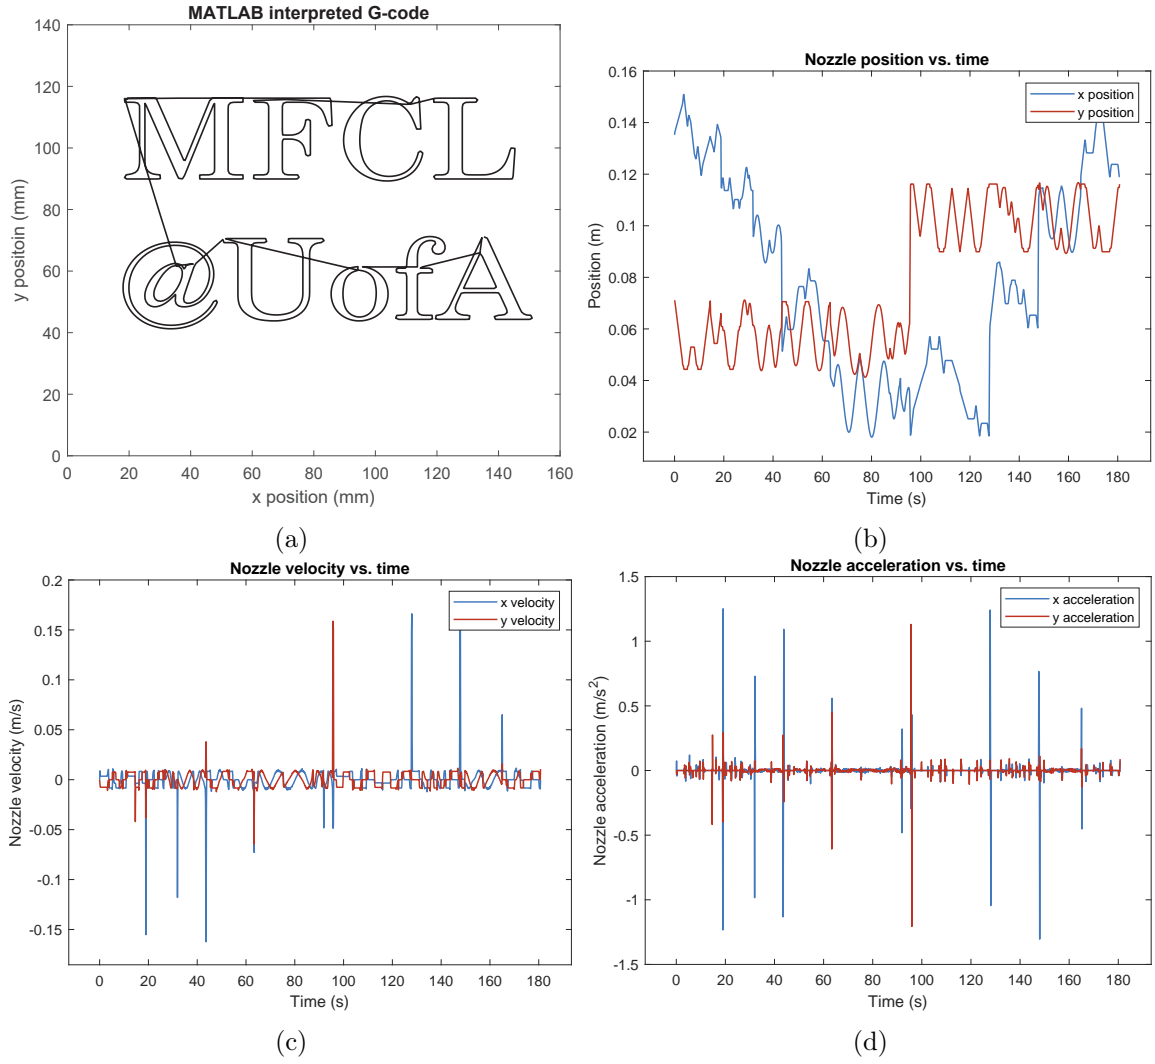 MATLAB interpreted G-code
140
120
100
80
60
40
20
0
y positoin (mm)
MFCL
@UofA
0 20 40 60 80 100 120 140 160
x position (mm)
(a)
Nozzle position vs. time
0.16
0.14
0.12
0.1
0.08
0.06
0.04
0.02
Position (m)
x position
y position
0 20 40 60 80 100 120 140 160 180
Time (s)
(b)
Nozzle velocity vs. time
0.2
0.15
0.1
0.05
0
-0.05
-0.1
-0.15
Nozzle velocity (m/s)
x velocity
y velocity
0 20 40 60 80 100 120 140 160 180
Time (s)
(c)
Nozzle acceleration vs. time
1.5
1
0.5
0
-0.5
-1
-1.5
Nozzle acceleration (m/s²)
x acceleration
y acceleration
0 20 40 60 80 100 120 140 160 180
Time (s)
(d)